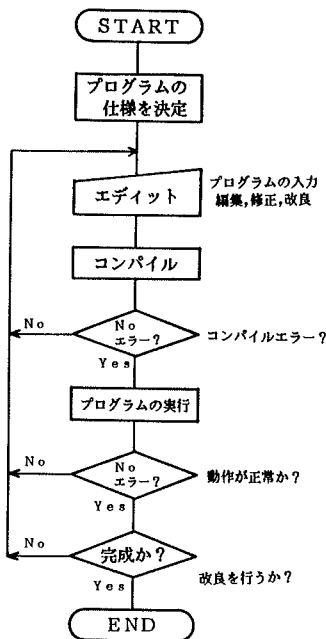 START
プログラムの
仕様を決定
エディット
プログラムの入力
編集,修正,改良
コンパイル
No
No
エラー?
コンパイルエラー?
Yes
プログラムの実行
No
No
エラー?
動作が正常か?
Yes
No
完成か?
改良を行うか?
Yes
END